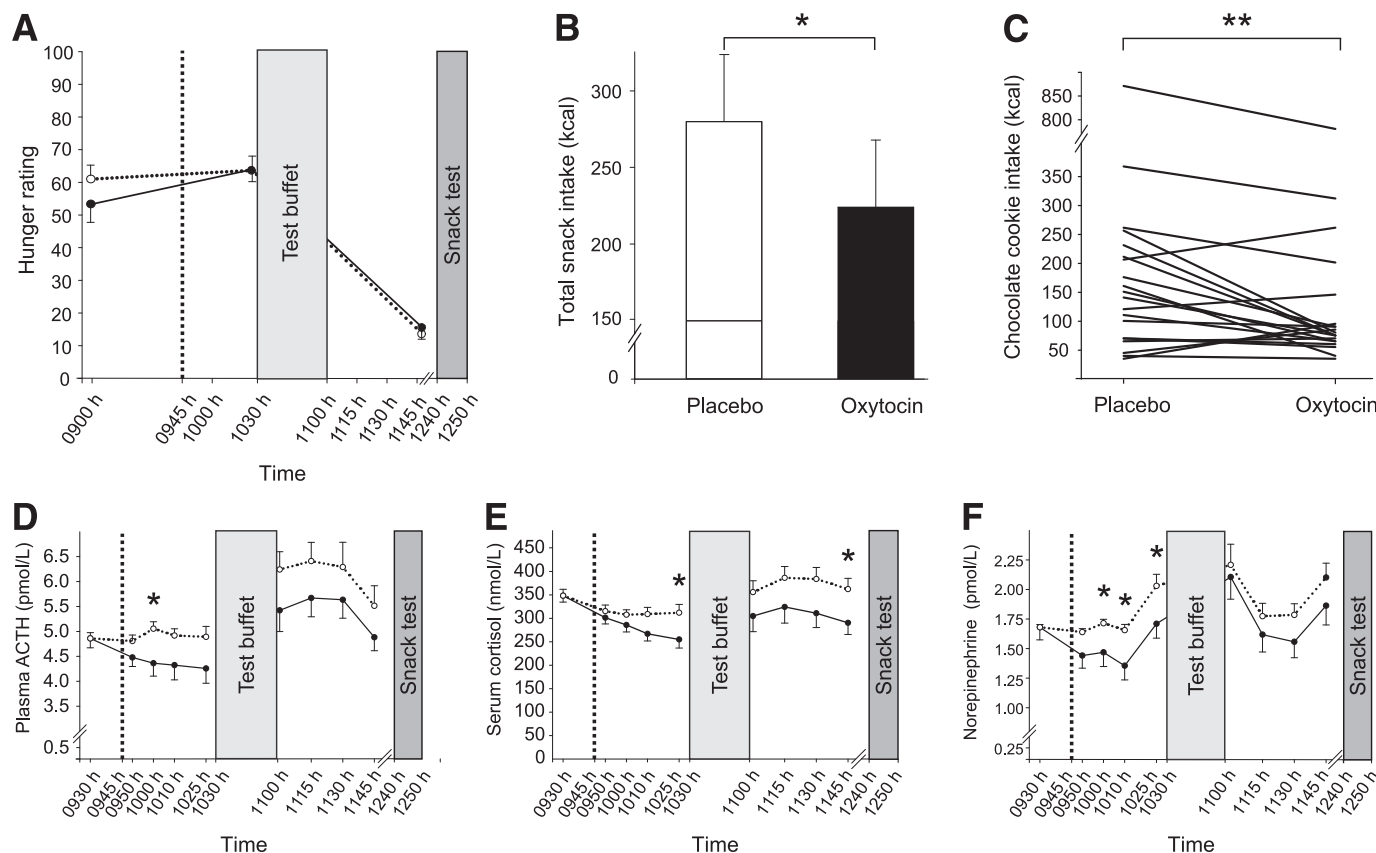 A
Hunger rating
100
90
80
70
60
50
40
30
20
10
0
Test buffet
Snack test
0900 h
0945 h
1000 h
1030 h
1100 h
1115 h
1130 h
1145 h
1240 h
1250 h
Time
B
*
Total snack intake (kcal)
300
250
200
150
0
Placebo
Oxytocin
C
**
Chocolate cookie intake (kcal)
850
800
350
300
250
200
150
100
50
Placebo
Oxytocin
D
Plasma ACTH (pmol/L)
6.5
6.0
5.5
5.0
4.5
4.0
3.5
0.5
*
Test buffet
Snack test
0930 h
0945 h
0950 h
1000 h
1010 h
1025 h
1030 h
1100 h
1115 h
1130 h
1145 h
1240 h
1250 h
Time
E
Serum cortisol (nmol/L)
450
400
350
300
250
200
150
100
50
0
*
*
Test buffet
Snack test
0930 h
0945 h
0950 h
1000 h
1010 h
1025 h
1030 h
1100 h
1115 h
1130 h
1145 h
1240 h
1250 h
Time
F
Norepinephrine (pmol/L)
2.25
2.00
1.75
1.50
1.25
1.00
0.25
*
*
*
Test buffet
Snack test
0930 h
0945 h
0950 h
1000 h
1010 h
1025 h
1030 h
1100 h
1115 h
1130 h
1145 h
1240 h
1250 h
Time